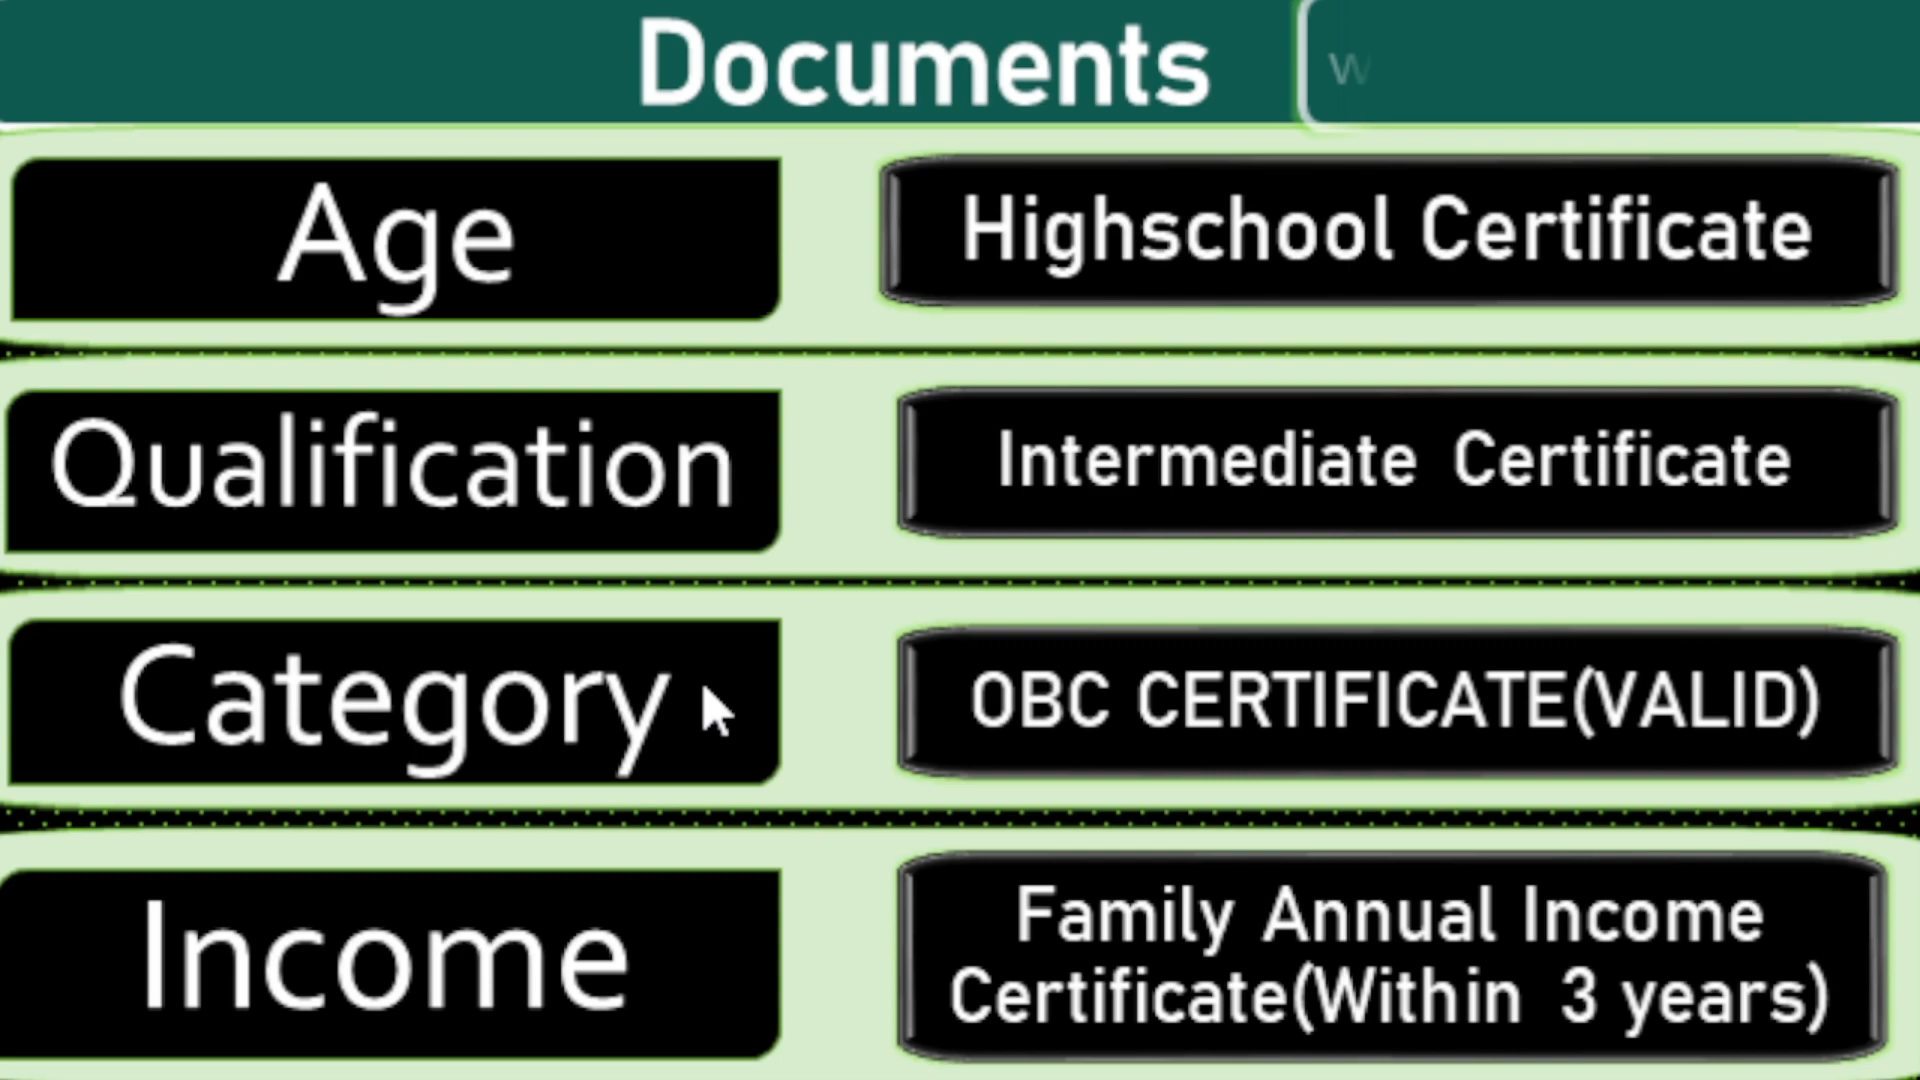 Documents
Age
Highschool Certificate
Qualification
Intermediate Certificate
Category
OBC CERTIFICATE(VALID)
Income
Family Annual Income
Certificate(Within 3 years)